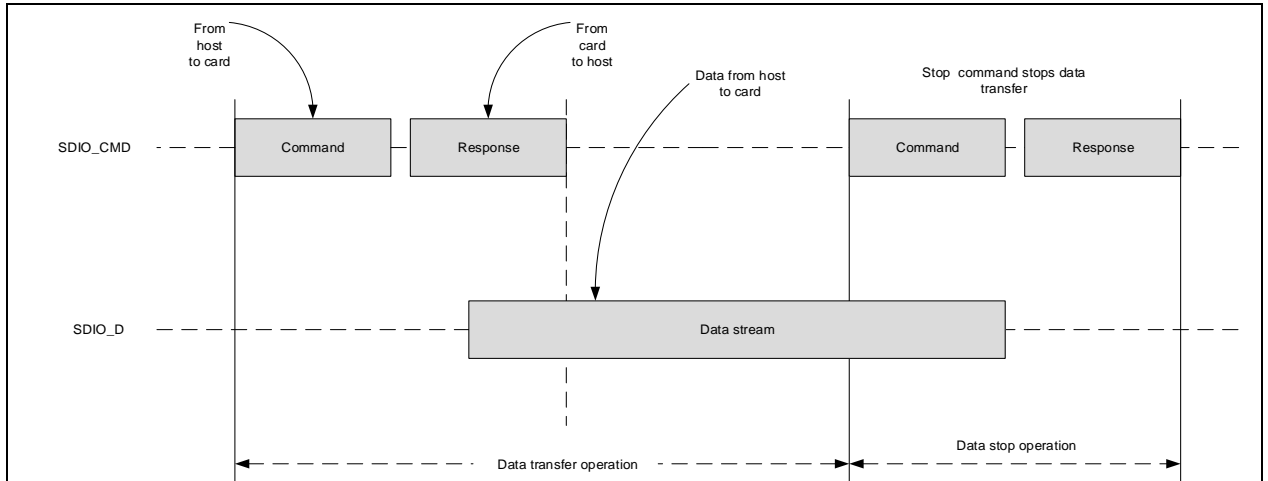 From
host
to card
From
card
to host
Data from host
to card
Stop command stops data
transfer
SDIO_CMD
Command
Response
Command
Response
SDIO_D
Data stream
Data transfer operation
Data stop operation